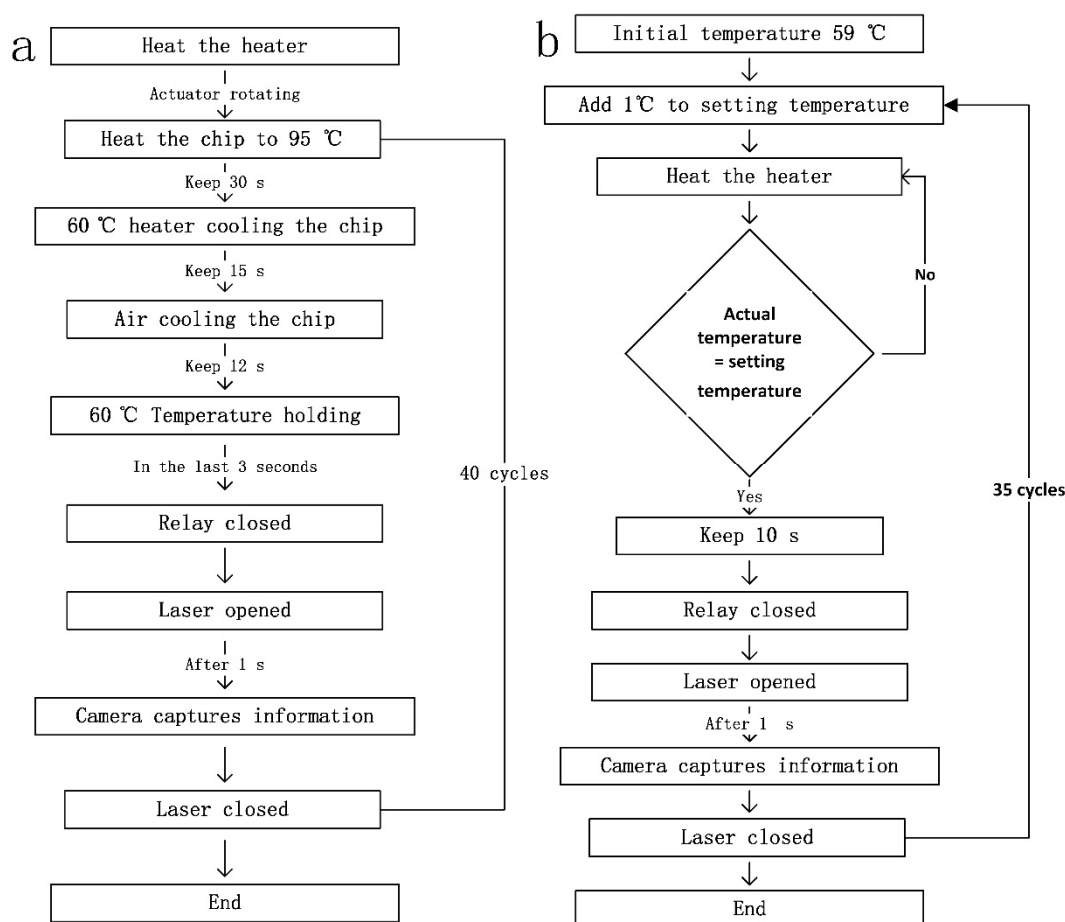 a
Heat the heater
Actuator rotating
Heat the chip to 95 ℃
Keep 30 s
60 ℃ heater cooling the chip
Keep 15 s
Air cooling the chip
Keep 12 s
60 ℃ Temperature holding
In the last 3 seconds
Relay closed
Laser opened
After 1 s
Camera captures information
Laser closed
End
40 cycles
b
Initial temperature 59 ℃
Add 1℃ to setting temperature
Heat the heater
No
Actual
temperature
= setting
temperature
Yes
Keep 10 s
Relay closed
Laser opened
After 1 s
Camera captures information
Laser closed
End
35 cycles